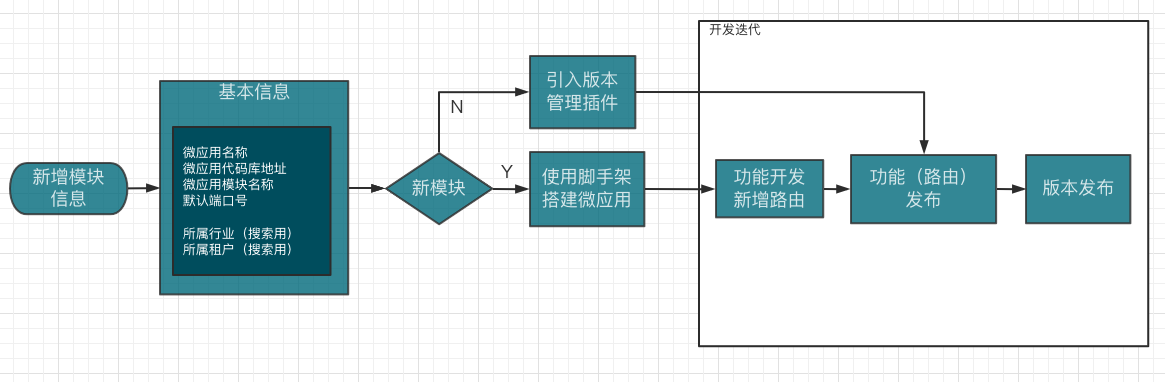 开发迭代
新增模块
信息
基本信息
微应用名称
微应用代码库地址
微应用模块名称
默认端口号
所属行业（搜索用）
所属租户（搜索用）
新模块
N
Y
引入版本
管理插件
使用脚手架
搭建微应用
功能开发
新增路由
功能（路由）
发布
版本发布